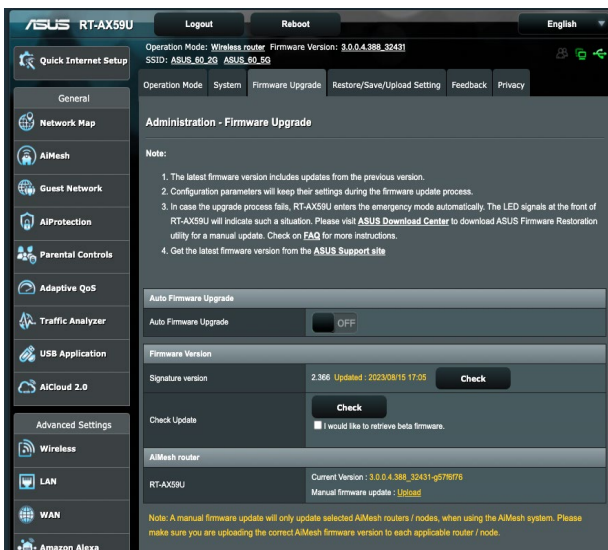 ASUS RT-AX59U
Logout
Reboot
English
Operation Mode: Wireless router Firmware Version: 3.0.0.4.388_32431
SSID: ASUS_60_2G ASUS_60_5G
Quick Internet Setup
Operation Mode System Firmware Upgrade Restore/Save/Upload Setting Feedback Privacy
General
Network Map
AiMesh
Guest Network
AiProtection
Parental Controls
Adaptive QoS
Traffic Analyzer
USB Application
AiCloud 2.0
Advanced Settings
Wireless
LAN
WAN
Amazon Alexa
Administration - Firmware Upgrade
Note:
1. The latest firmware version includes updates from the previous version.
2. Configuration parameters will keep their settings during the firmware update process.
3. In case the upgrade process fails, RT-AX59U enters the emergency mode automatically. The LED signals at the front of
RT-AX59U will indicate such a situation. Please visit ASUS Download Center to download ASUS Firmware Restoration
utility for a manual update. Check on FAQ for more instructions.
4. Get the latest firmware version from the ASUS Support site
Auto Firmware Upgrade
Auto Firmware Upgrade OFF
Firmware Version
Signature version 2.366 Updated : 2023/08/15 17:05 Check
Check Update Check
I would like to retrieve beta firmware.
AiMesh router
RT-AX59U
Current Version : 3.0.0.4.388_32431-g57f6f76
Manual firmware update : Upload
Note: A manual firmware update will only update selected AiMesh routers / nodes, when using the AiMesh system. Please
make sure you are uploading the correct AiMesh firmware version to each applicable router / node.